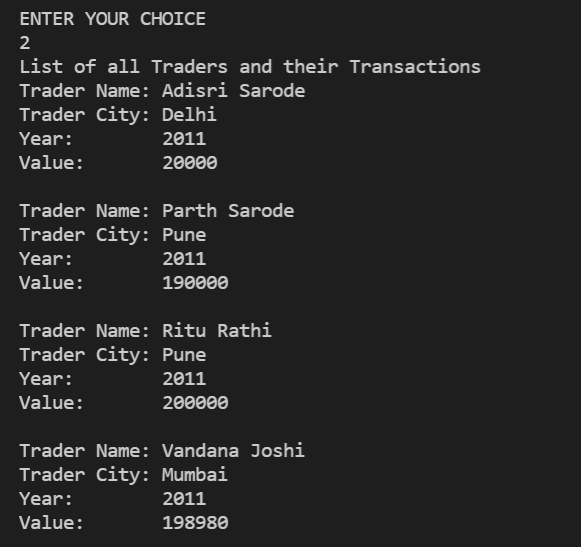 ENTER YOUR CHOICE
2
List of all Traders and their Transactions
Trader Name: Adisri Sarode
Trader City: Delhi
Year:        2011
Value:       20000

Trader Name: Parth Sarode
Trader City: Pune
Year:        2011
Value:       190000

Trader Name: Ritu Rathi
Trader City: Pune
Year:        2011
Value:       200000

Trader Name: Vandana Joshi
Trader City: Mumbai
Year:        2011
Value:       198980